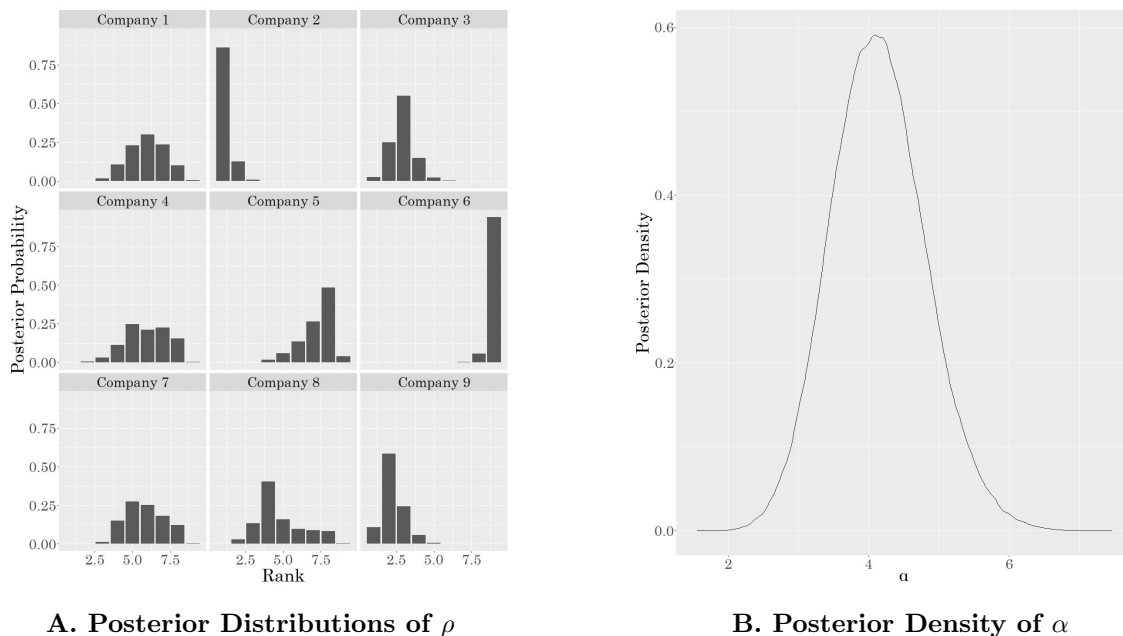 Company 1 Company 2 Company 3
0.75
0.50
0.25
0.00
Company 4 Company 5 Company 6
0.75
0.50
0.25
0.00
Company 7 Company 8 Company 9
0.75
0.50
0.25
0.00
2.5 5.0 7.5 2.5 5.0 7.5 2.5 5.0 7.5
Rank
Posterior Probability
A. Posterior Distributions of ρ
0.6
0.4
0.2
0.0
2 4 6
α
Posterior Density
B. Posterior Density of α